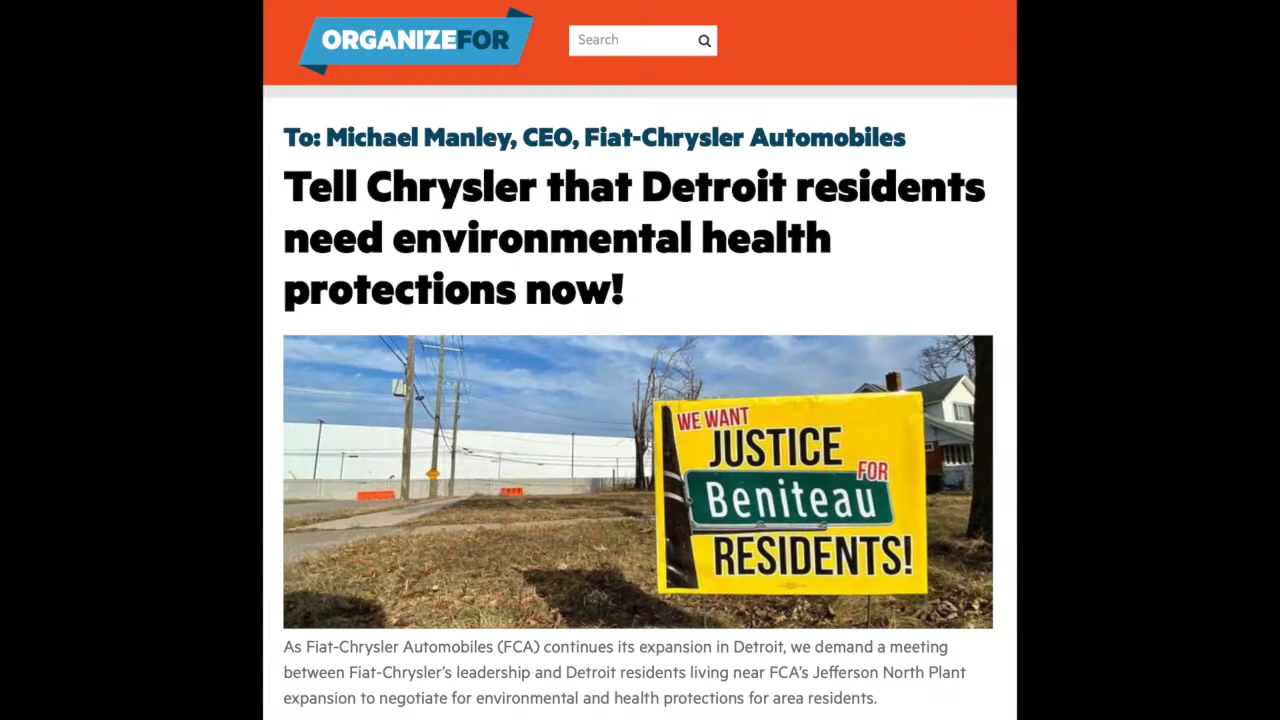 ORGANIZEFOR
Search
To: Michael Manley, CEO, Fiat-Chrysler Automobiles
Tell Chrysler that Detroit residents
need environmental health
protections now!
WE WANT
JUSTICE
FOR
Beniteau
RESIDENTS!
As Fiat-Chrysler Automobiles (FCA) continues its expansion in Detroit, we demand a meeting
between Fiat-Chrysler’s leadership and Detroit residents living near FCA’s Jefferson North Plant
expansion to negotiate for environmental and health protections for area residents.